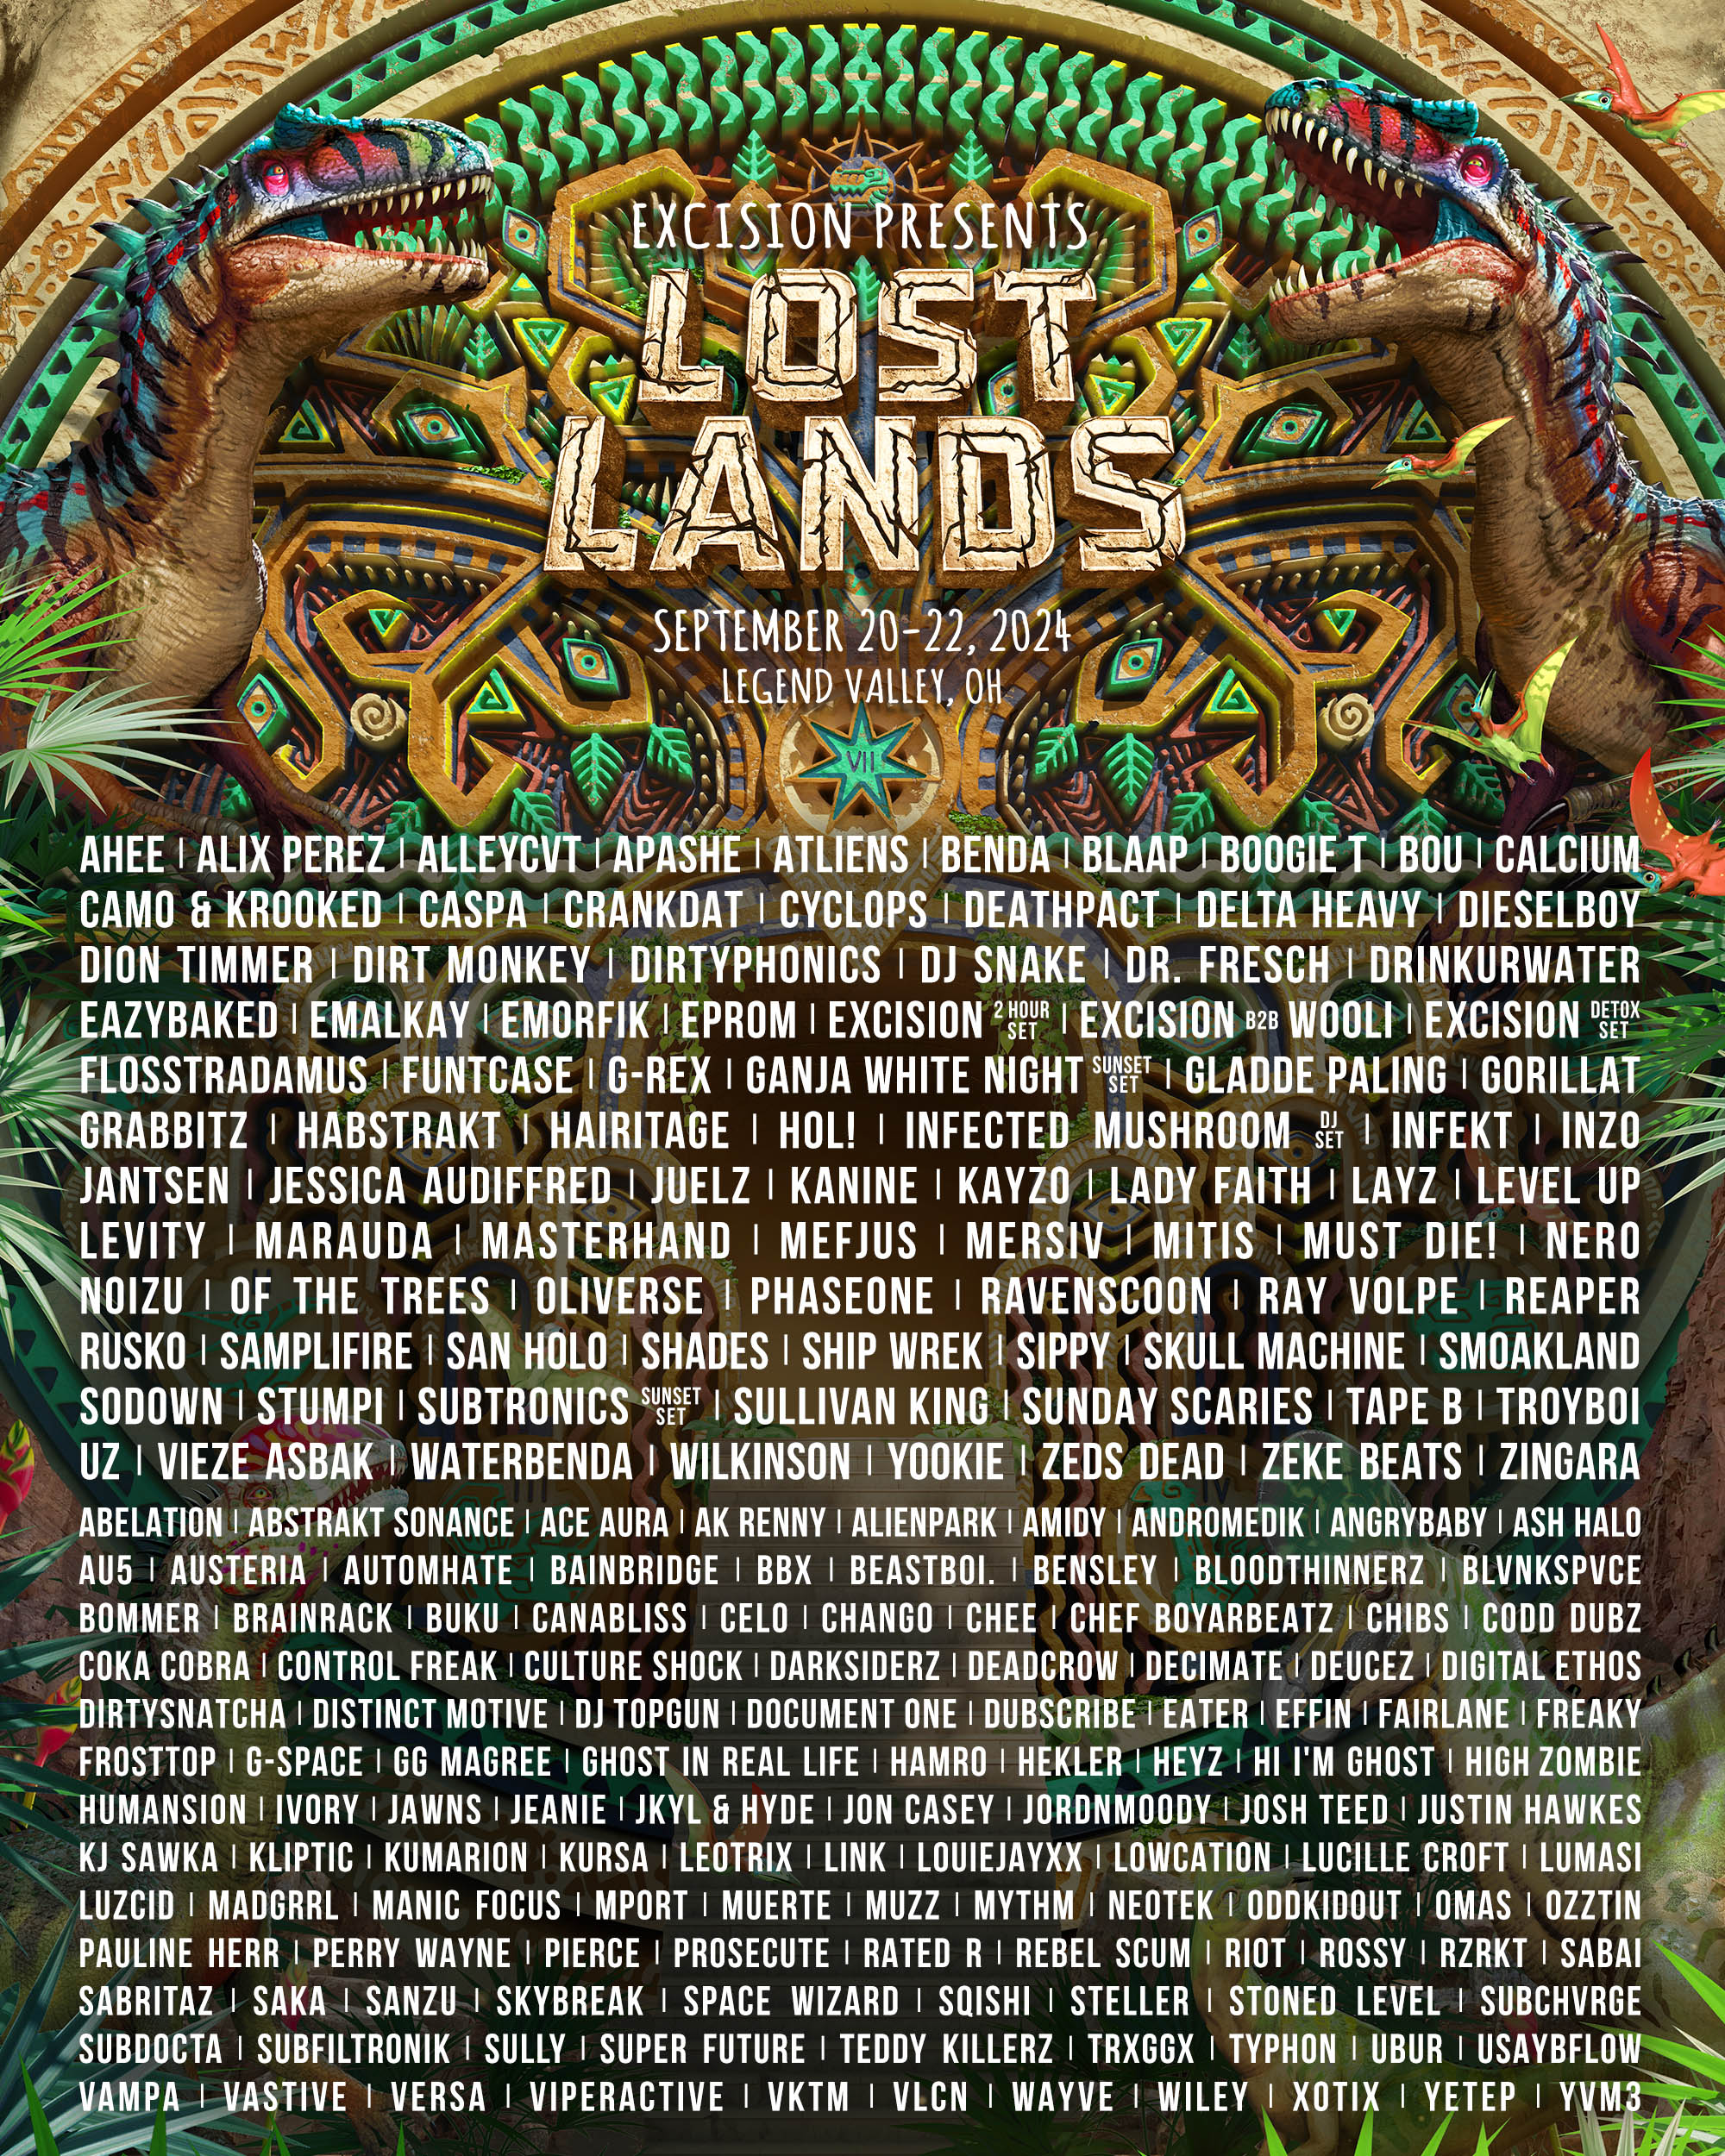 EXCISION PRESENTS
LOST
LANDS
SEPTEMBER 20-22, 2024
LEGEND VALLEY, OH
VII
AHEE | ALIX PEREZ | ALLEYCVT | APASHE | ATLIENS | BENDA | BLAAP | BOOGIE T | BOU | CALCIUM
CAMO & KROOKED | CASPA | CRANKDAT | CYCLOPS | DEATHPACT | DELTA HEAVY | DIESELBOY
DION TIMMER | DIRT MONKEY | DIRTYPHONICS | DJ SNAKE | DR. FRESCH | DRINKURWATER
EAZYBAKED | EMALKAY | EMORFIK | EPROM | EXCISION 2 HOUR SET | EXCISION B2B WOOLI | EXCISION DETOX SET
FLOSSTRADAMUS | FUNTCASE | G-REX | GANJA WHITE NIGHT SUNSET SET | GLADDE PALING | GORILLAT
GRABBITZ | HABSTRAKT | HAIRITAGE | HOL! | INFECTED MUSHROOM DJ SET | INFEKT | INZO
JANTSEN | JESSICA AUDIFFRED | JUELZ | KANINE | KAYZO | LADY FAITH | LAYZ | LEVEL UP
LEVITY | MARAUDA | MASTERHAND | MEFJUS | MERSIV | MITIS | MUST DIE! | NERO
NOIZU | OF THE TREES | OLIVERSE | PHASEONE | RAVENSCOON | RAY VOLPE | REAPER
RUSKO | SAMPLIFIRE | SAN HOLO | SHADES | SHIP WREK | SIPPY | SKULL MACHINE | SMOAKLAND
SODOWN | STUMPI | SUBTRONICS SUNSET SET | SULLIVAN KING | SUNDAY SCARIES | TAPE B | TROYBOI
UZ | VIEZE ASBAK | WATERBENDA | WILKINSON | YOOKIE | ZEDS DEAD | ZEKE BEATS | ZINGARA
ABELATION | ABSTRAKT SONANCE | ACE AURA | AK RENNY | ALIENPARK | AMIDY | ANDROMEDIK | ANGRYBABY | ASH HALO
AU5 | AUSTERIA | AUTOMHATE | BAINBRIDGE | BBX | BEASTBOI. | BENSLEY | BLOODTHINNERZ | BLVNKSPVCE
BOMMER | BRAINRACK | BUKU | CANABLISS | CELO | CHANGO | CHEE | CHEF BOYARBEATZ | CHIBS | CODD DUBZ
COKA COBRA | CONTROL FREAK | CULTURE SHOCK | DARKSIDERZ | DEADCROW | DECIMATE | DEUCEZ | DIGITAL ETHOS
DIRTYSNATCHA | DISTINCT MOTIVE | DJ TOPGUN | DOCUMENT ONE | DUBSCRIBE | EATER | EFFIN | FAIRLANE | FREAKY
FROSTTOP | G-SPACE | GG MAGREE | GHOST IN REAL LIFE | HAMRO | HEKLER | HEYZ | HI I'M GHOST | HIGH ZOMBIE
HUMANSION | IVORY | JAWNS | JEANIE | JKYL & HYDE | JON CASEY | JORDNMOODY | JOSH TEED | JUSTIN HAWKES
KJ SAWKA | KLIPTIC | KUMARION | KURSA | LEOTRIX | LINK | LOUIEJAYXX | LOWCATION | LUCILLE CROFT | LUMASI
LUZCID | MADGRRL | MANIC FOCUS | MPORT | MUERTE | MUZZ | MYTHM | NEOTEK | ODDKIDOUT | OMAS | OZZTIN
PAULINE HERR | PERRY WAYNE | PIERCE | PROSECUTE | RATED R | REBEL SCUM | RIOT | ROSSY | RZRKT | SABAI
SABRITAZ | SAKA | SANZU | SKYBREAK | SPACE WIZARD | SQISHI | STELLER | STONED LEVEL | SUBCHVRGE
SUBDOCTA | SUBFILTRONIK | SULLY | SUPER FUTURE | TEDDY KILLERZ | TRXGGX | TYPHON | UBUR | USAYBFLOW
VAMPA | VASTIVE | VERSA | VIPERACTIVE | VKTM | VLCN | WAYVE | WILEY | XOTIX | YETEP | YVM3